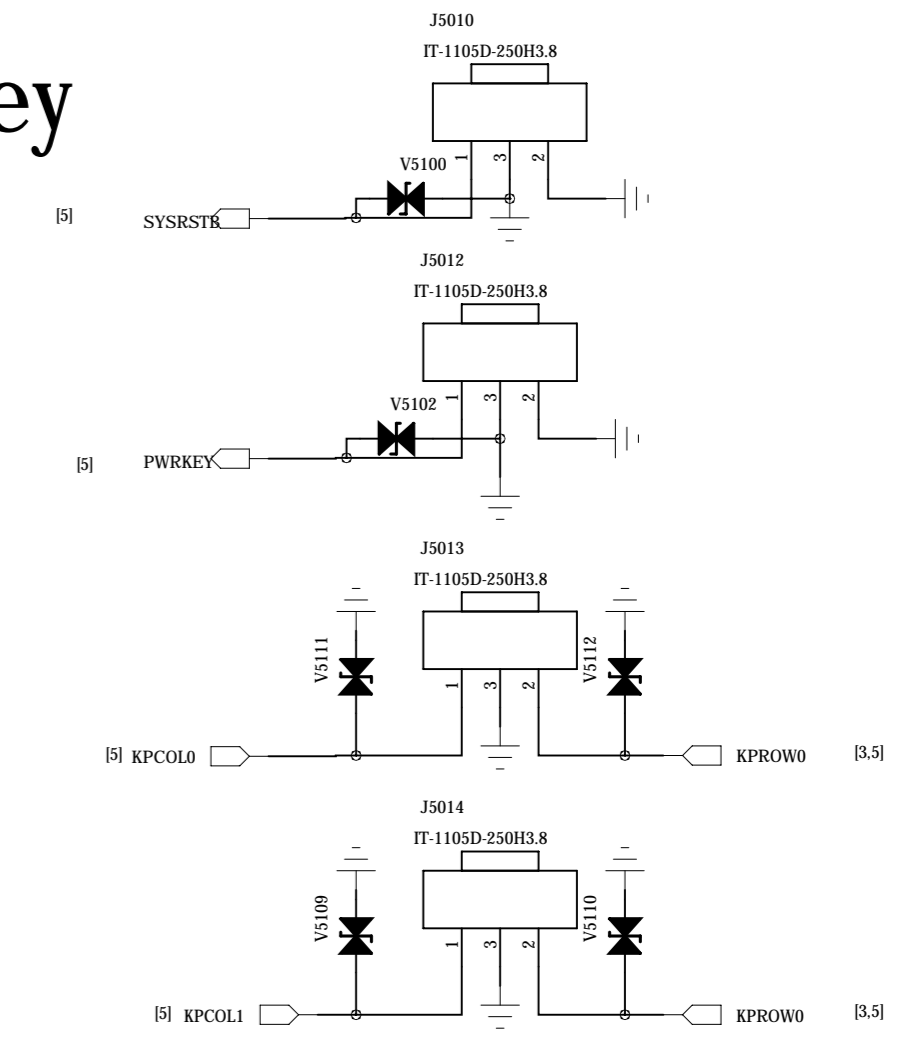 ey
J5010
IT-1105D-250H3.8
1 3 2
V5100
[5] SYSRSTB
J5012
IT-1105D-250H3.8
1 3 2
V5102
[5] PWRKEY
J5013
IT-1105D-250H3.8
V5111 1 3 2 V5112
[5] KPCOL0 KPROW0 [3,5]
J5014
IT-1105D-250H3.8
V5109 1 3 2 V5110
[5] KPCOL1 KPROW0 [3,5]